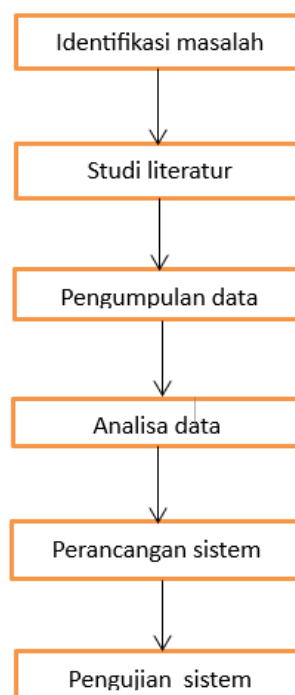 Identifikasi masalah
Studi literatur
Pengumpulan data
Analisa data
Perancangan sistem
Pengujian sistem